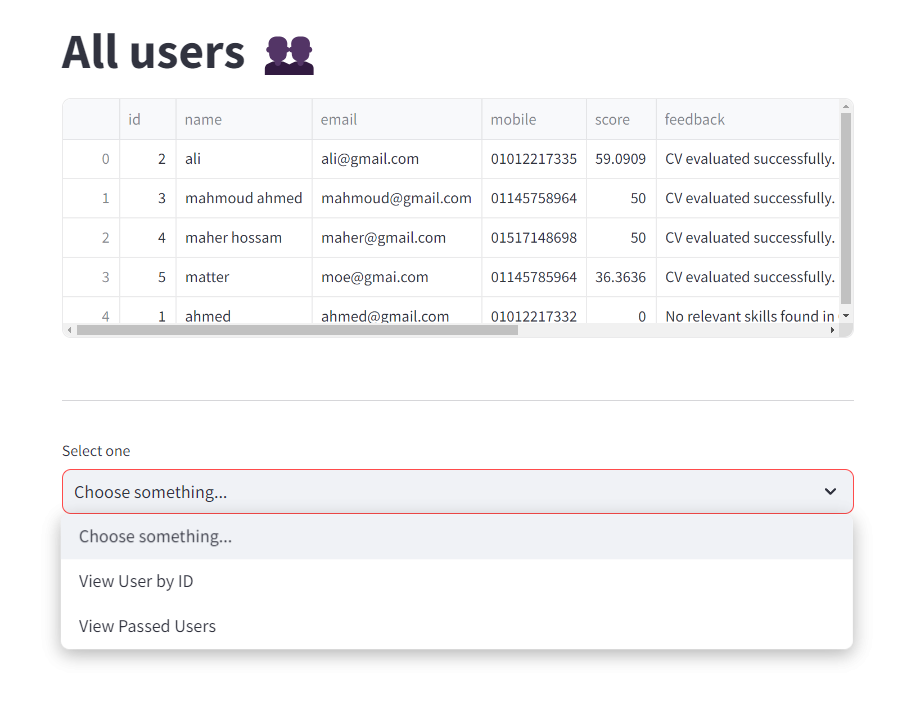 All users
id name email mobile score feedback
0 2 ali ali@gmail.com 01012217335 59.0909 CV evaluated successfully.
1 3 mahmoud ahmed mahmoud@gmail.com 01145758964 50 CV evaluated successfully.
2 4 maher hossam maher@gmail.com 01517148698 50 CV evaluated successfully.
3 5 matter moe@gmai.com 01145785964 36.3636 CV evaluated successfully.
4 1 ahmed ahmed@gmail.com 01012217332 0 No relevant skills found in
Select one
Choose something...
Choose something...
View User by ID
View Passed Users